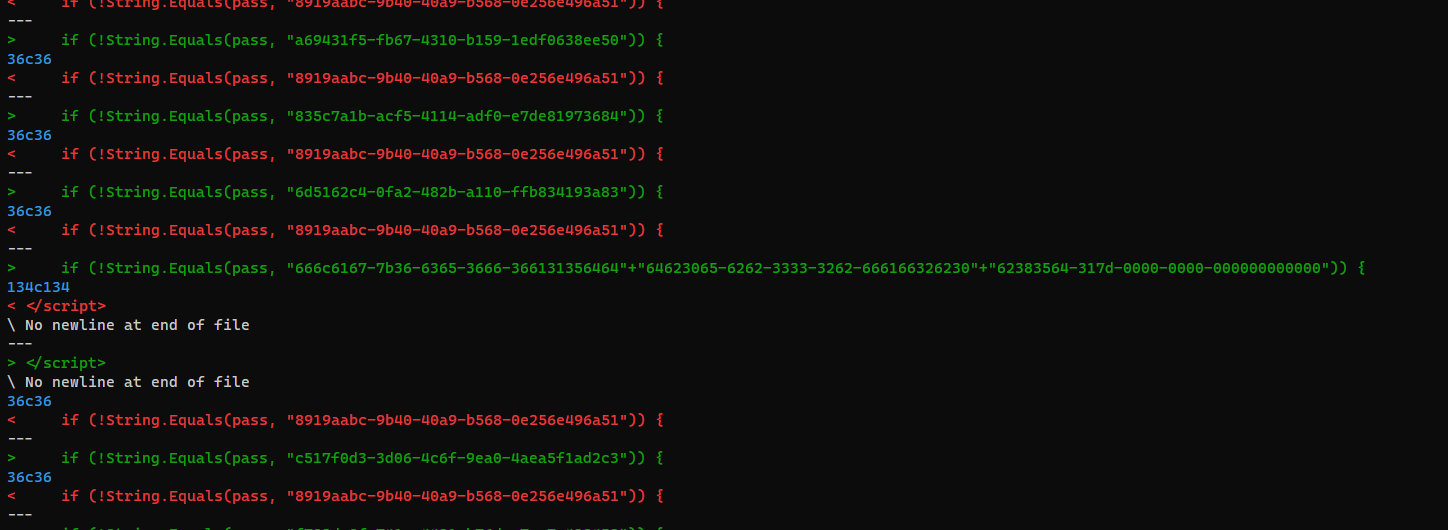 <     if (!String.Equals(pass, "8919aabc-9b40-40a9-b568-0e256e496a51")) {
---
>     if (!String.Equals(pass, "a69431f5-fb67-4310-b159-1edf0638ee50")) {
36c36
<     if (!String.Equals(pass, "8919aabc-9b40-40a9-b568-0e256e496a51")) {
---
>     if (!String.Equals(pass, "835c7a1b-acf5-4114-adf0-e7de81973684")) {
36c36
<     if (!String.Equals(pass, "8919aabc-9b40-40a9-b568-0e256e496a51")) {
---
>     if (!String.Equals(pass, "6d5162c4-0fa2-482b-a110-ffb834193a83")) {
36c36
<     if (!String.Equals(pass, "8919aabc-9b40-40a9-b568-0e256e496a51")) {
---
>     if (!String.Equals(pass, "666c6167-7b36-6365-3666-366131356464"+"64623065-6262-3333-3262-666166326230"+"62383564-317d-0000-0000-000000000000")) {
134c134
< </script>
\ No newline at end of file
---
> </script>
\ No newline at end of file
36c36
<     if (!String.Equals(pass, "8919aabc-9b40-40a9-b568-0e256e496a51")) {
---
>     if (!String.Equals(pass, "c517f0d3-3d06-4c6f-9ea0-4aea5f1ad2c3")) {
36c36
<     if (!String.Equals(pass, "8919aabc-9b40-40a9-b568-0e256e496a51")) {
---